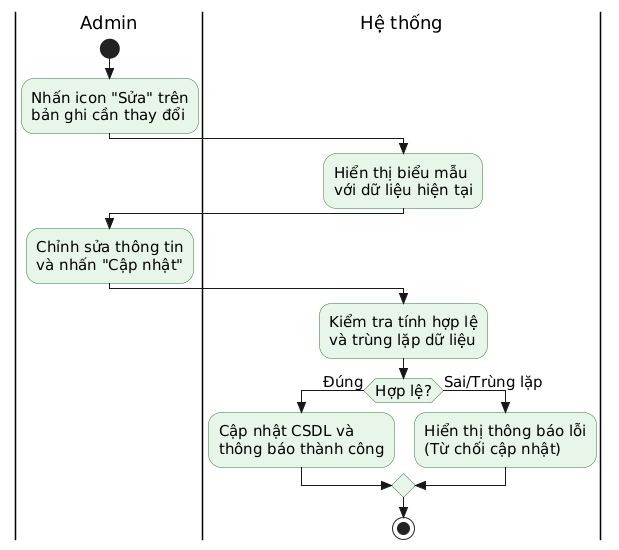 Admin
Hệ thống
Nhấn icon "Sửa" trên
bản ghi cần thay đổi
Hiển thị biểu mẫu
với dữ liệu hiện tại
Chỉnh sửa thông tin
và nhấn "Cập nhật"
Kiểm tra tính hợp lệ
và trùng lặp dữ liệu
Đúng
Hợp lệ?
Sai/Trùng lặp
Cập nhật CSDL và
thông báo thành công
Hiển thị thông báo lỗi
(Từ chối cập nhật)